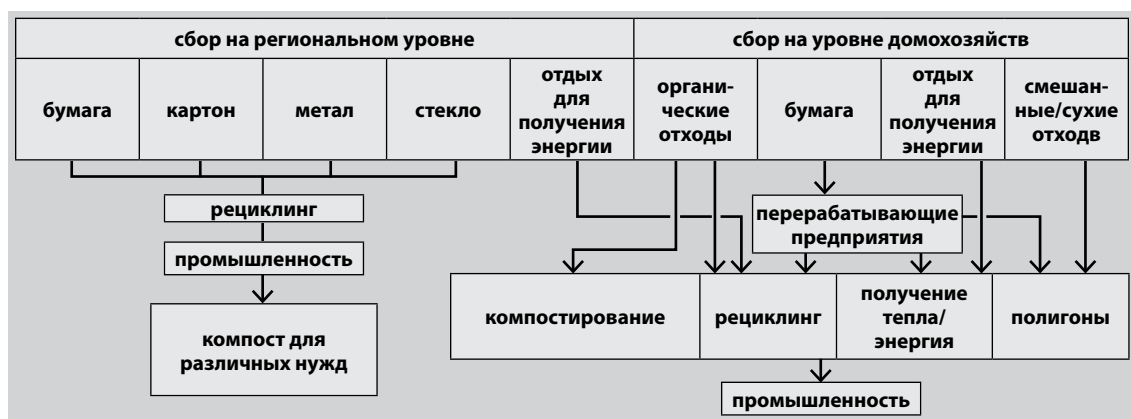 сбор на региональном уровне
сбор на уровне домохозяйств
бумага
картон
метал
стекло
отдых
для
получения
энергии
органи-
ческие
отходы
бумага
отдых
для
получения
энергии
смешан-
ные/сухие
отходв
рециклинг
промышленность
компост для
различных нужд
перерабатывающие
предприятия
компостирование
рециклинг
получение
тепла/
энергия
полигоны
промышленность